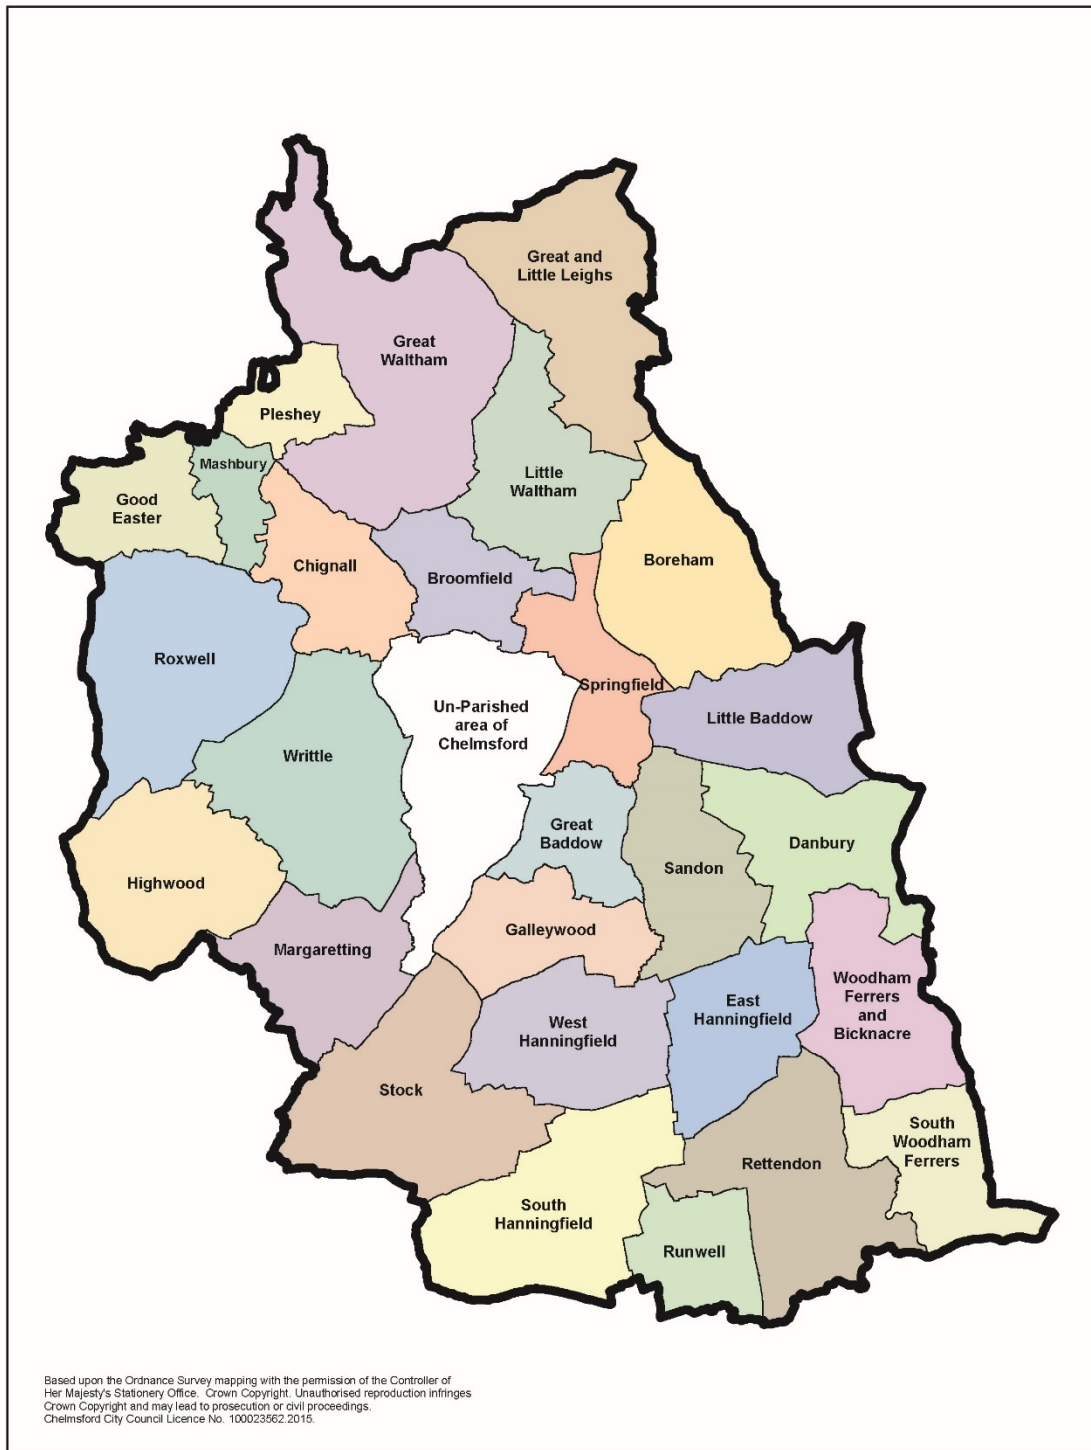 Great and
Little Leighs
Great
Waltham
Pleshey
Mashbury
Little
Waltham
Good
Easter
Chignall
Broomfield
Boreham
Roxwell
Springfield
Un-Parished
area of
Chelmsford
Little Baddow
Writtle
Great
Baddow
Danbury
Sandon
Highwood
Galleywood
Margaretting
Woodham
Ferrers
and
Bicknacre
East
Hanningfield
West
Hanningfield
Stock
South
Woodham
Ferrers
Rettendon
South
Hanningfield
Runwell
Based upon the Ordnance Survey mapping with the permission of the Controller of
Her Majesty's Stationery Office. Crown Copyright. Unauthorised reproduction infringes
Crown Copyright and may lead to prosecution or civil proceedings.
Chelmsford City Council Licence No. 100023562.2015.